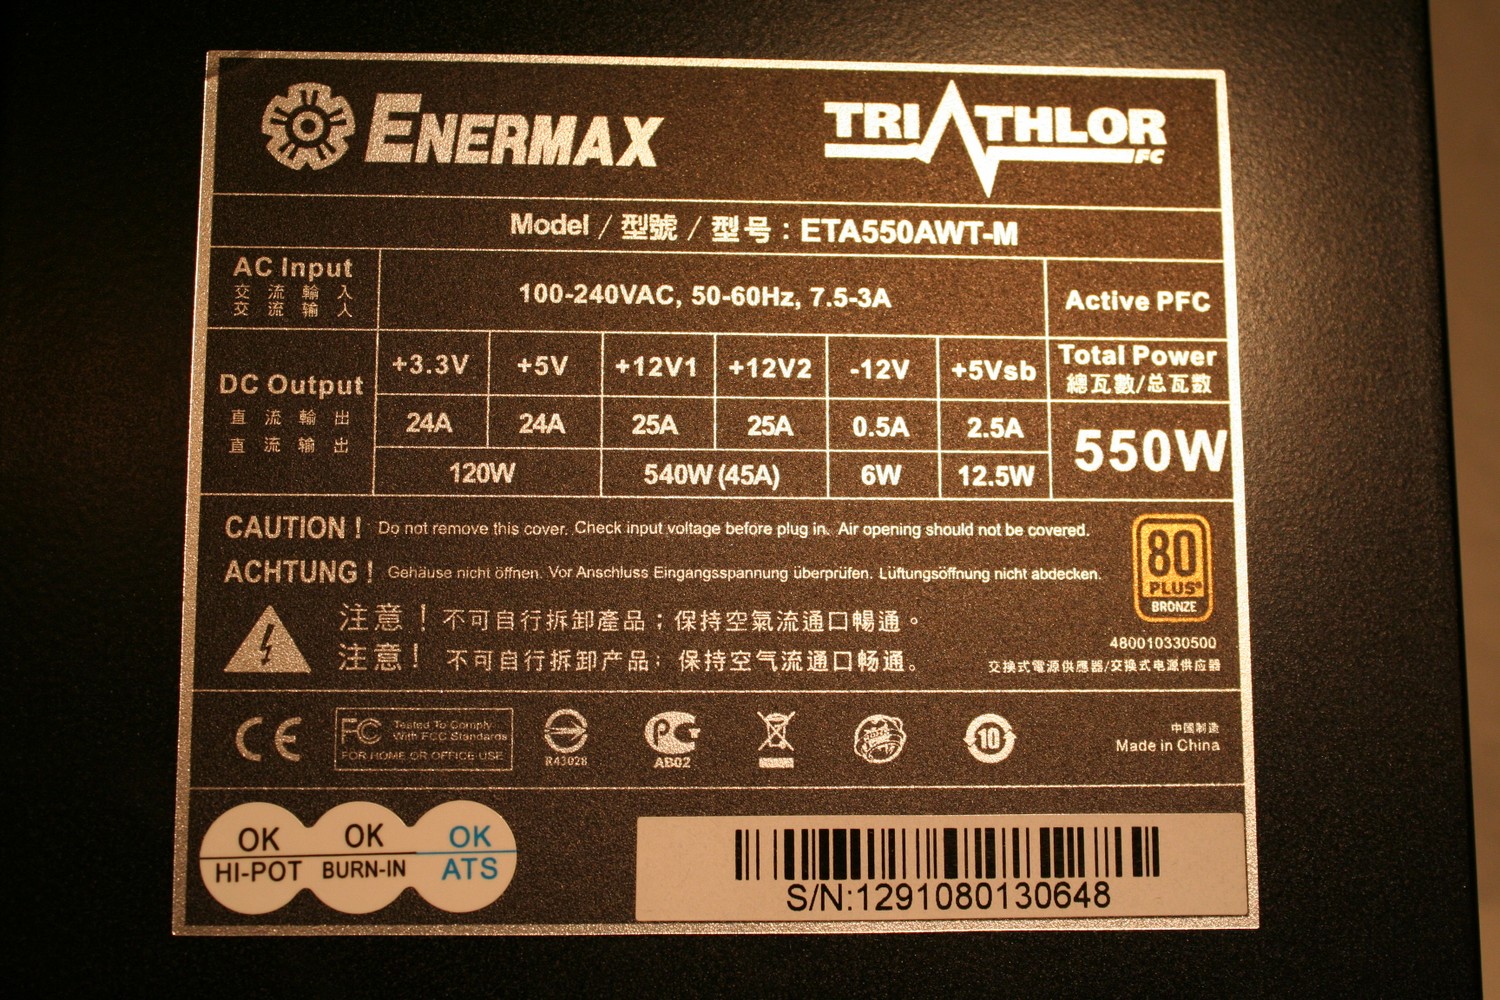 ENERMAX
TRIATHLOR
FC
Model / 型號 / 型号 : ETA550AWT-M
AC Input
交流輸入
交流输入
100-240VAC, 50-60Hz, 7.5-3A
Active PFC
DC Output
直流輸出
直流输出
+3.3V +5V +12V1 +12V2 -12V +5Vsb
Total Power
總瓦數/总瓦数
24A 24A 25A 25A 0.5A 2.5A
550W
120W 540W (45A) 6W 12.5W
CAUTION ! Do not remove this cover. Check input voltage before plug in. Air opening should not be covered.
ACHTUNG ! Gehäuse nicht öffnen. Vor Anschluss Eingangsspannung überprüfen. Lüftungsöffnung nicht abdecken.
80
PLUS®
BRONZE
注意！不可自行拆卸產品；保持空氣流通口暢通。
注意！不可自行拆卸产品；保持空气流通口畅通。
480010330500
交換式電源供應器/交换式电源供应器
CE
FC Tested To Comply
With FCC Standards
FOR HOME OR OFFICE USE
R43028
PG
AB02
10
中國制造
Made in China
OK
HI-POT
OK
BURN-IN
OK
ATS
S/N:1291080130648